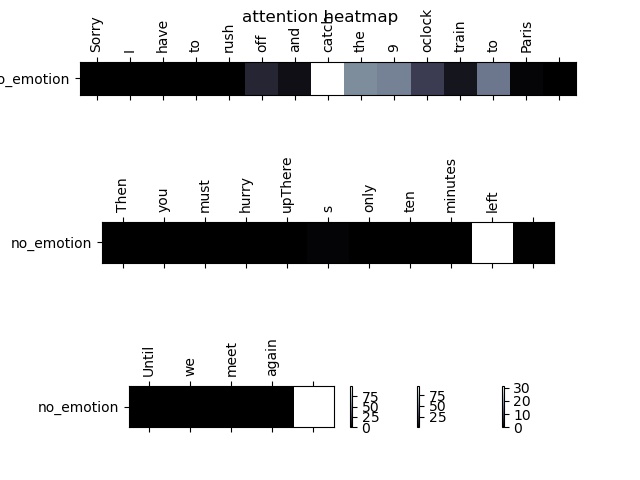 attention heatmap
Sorry I have to rush off and catch the 9 oclock train to Paris
o_emotion
Then you must hurry upThere s only ten minutes left
no_emotion
Until we meet again
no_emotion
75 50 25 0
75 50 25
30 20 10 0